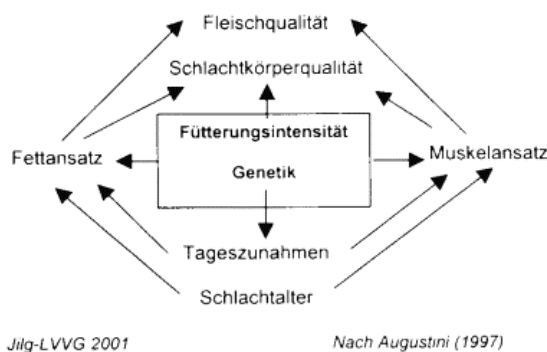 Fleischqualität
Schlachtkörperqualität
Fütterungsintensität
Fettansatz
Muskelansatz
Genetik
Tageszunahmen
Schlachtalter
Jilg-LVVG 2001
Nach Augustini (1997)